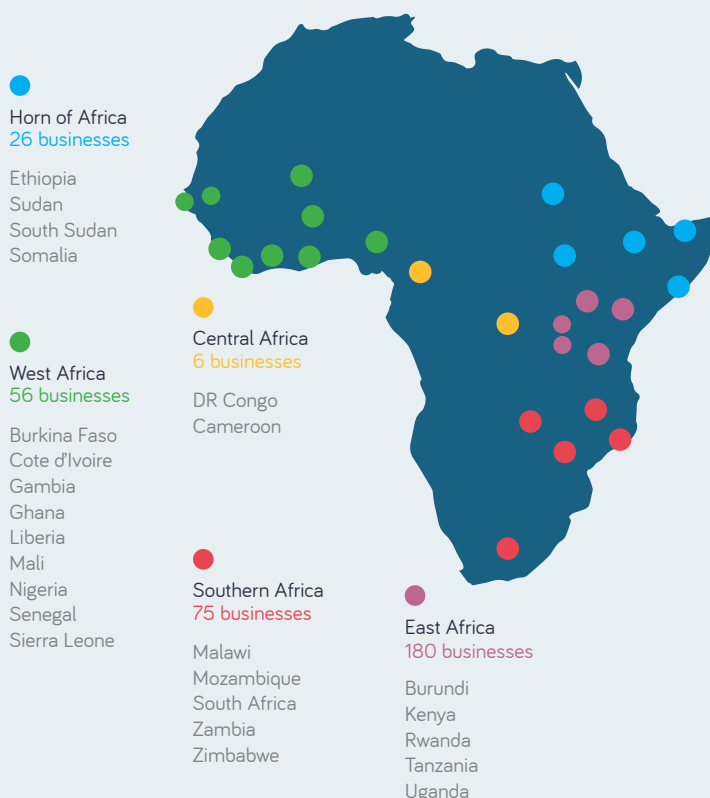 Horn of Africa
26 businesses
Ethiopia
Sudan
South Sudan
Somalia
West Africa
56 businesses
Burkina Faso
Cote d'Ivoire
Gambia
Ghana
Liberia
Mali
Nigeria
Senegal
Sierra Leone
Central Africa
6 businesses
DR Congo
Cameroon
Southern Africa
75 businesses
Malawi
Mozambique
South Africa
Zambia
Zimbabwe
East Africa
180 businesses
Burundi
Kenya
Rwanda
Tanzania
Uganda